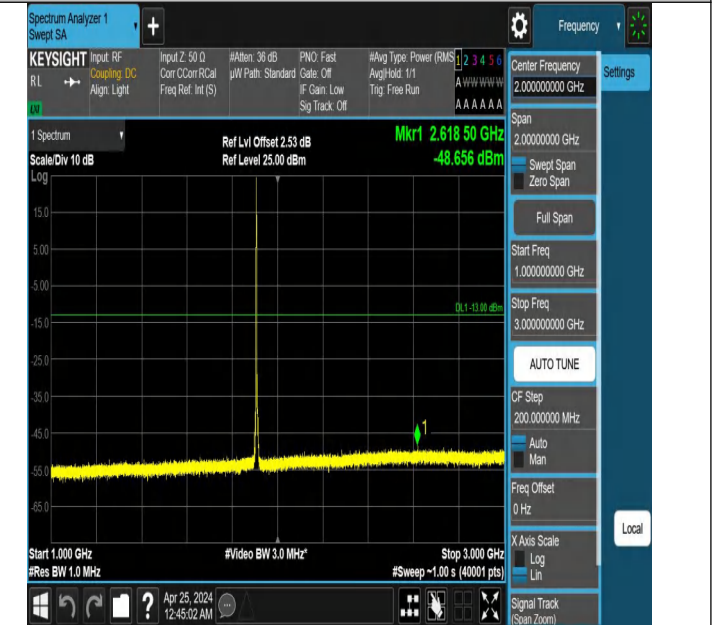 Spectrum Analyzer 1
Swept SA
+
Frequency
KEYSIGHT
RL
LXI
Input: RF
Coupling: DC
Align: Light
Input Z: 50 Ω
Corr CCorr RCal
Freq Ref: Int (S)
#Atten: 36 dB
µW Path: Standard
PNO: Fast
Gate: Off
IF Gain: Low
Sig Track: Off
#Avg Type: Power (RMS
Avg|Hold: 1/1
Trig: Free Run
1 2 3 4 5 6
A W W W W W
A A A A A A
1 Spectrum
Scale/Div 10 dB
Log
Ref Lvl Offset 2.53 dB
Ref Level 25.00 dBm
Mkr1 2.618 50 GHz
-48.656 dBm
15.0
5.00
-5.00
DL1 -13.00 dBm
-15.0
-25.0
-35.0
-45.0
1
-55.0
-65.0
Start 1.000 GHz
#Res BW 1.0 MHz
#Video BW 3.0 MHz*
Stop 3.000 GHz
#Sweep ~1.00 s (40001 pts)
Center Frequency
2.000000000 GHz
Settings
Span
2.00000000 GHz
Swept Span
Zero Span
Full Span
Start Freq
1.000000000 GHz
Stop Freq
3.000000000 GHz
AUTO TUNE
CF Step
200.000000 MHz
Auto
Man
Freq Offset
0 Hz
X Axis Scale
Log
Lin
Local
Signal Track
(Span Zoom)
?
Apr 25, 2024
12:45:02 AM